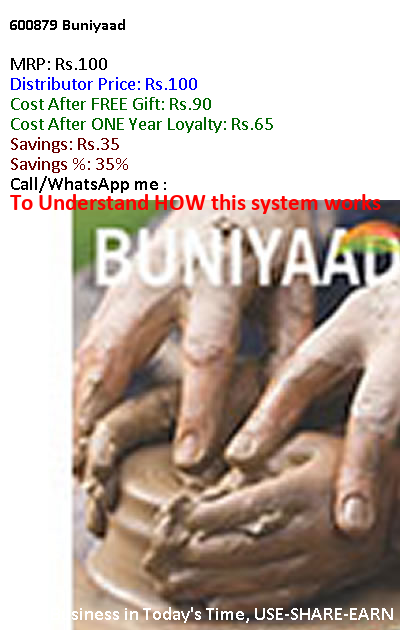 600879 Buniyaad
MRP: Rs.100
Distributor Price: Rs.100
Cost After FREE Gift: Rs.90
Cost After ONE Year Loyalty: Rs.65
Savings: Rs.35
Savings %: 35%
Call/WhatsApp me :
To Understand HOW this system works
BUNIYAAD
siness in Today's Time, USE-SHARE-EARN